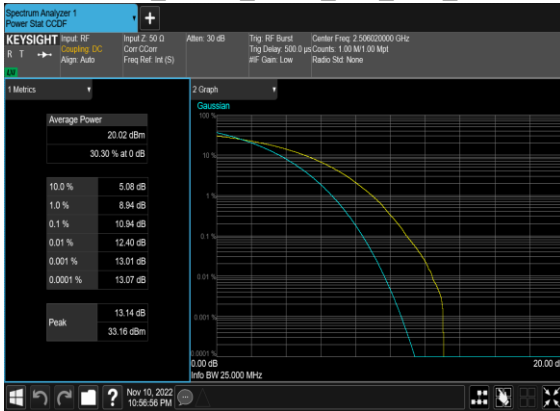 Spectrum Analyzer 1
Power Stat CCDF
+
KEYSIGHT
R T
LXI
Input: RF
Coupling: DC
Align: Auto
Input Z: 50 Ω
Corr CCorr
Freq Ref: Int (S)
Atten: 30 dB
Trig: RF Burst
Trig Delay: 500.0 µs
#IF Gain: Low
Center Freq: 2.506020000 GHz
Counts: 1.00 M/1.00 Mpt
Radio Std: None
1 Metrics
Average Power
20.02 dBm
30.30 % at 0 dB
10.0 % 5.08 dB
1.0 % 8.94 dB
0.1 % 10.94 dB
0.01 % 12.40 dB
0.001 % 13.01 dB
0.0001 % 13.07 dB
Peak
13.14 dB
33.16 dBm
2 Graph
Gaussian
100 %
10 %
1 %
0.1 %
0.01 %
0.001 %
0.0001 %
0.00 dB
20.00 d
Info BW 25.000 MHz
?
Nov 10, 2022
10:56:56 PM